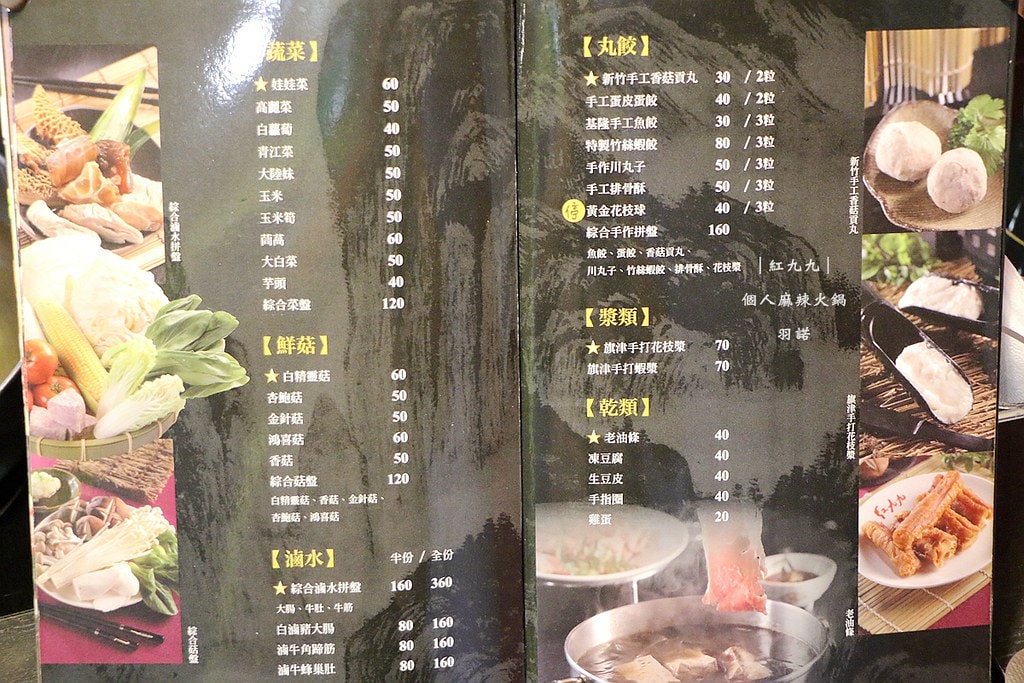 【蔬菜】
★娃娃菜 60
高麗菜 50
白蘿蔔 40
青江菜 50
大陸妹 50
玉米 50
玉米筍 50
茼萵 60
大白菜 50
芋頭 40
綜合菜盤 120
【鮮菇】
★白精靈菇 60
杏鮑菇 50
金針菇 50
鴻喜菇 60
香菇 50
綜合菇盤 120
白精靈菇、香菇、金針菇、
杏鮑菇、鴻喜菇
【滷水】 半份 / 全份
★綜合滷水拼盤 160 360
大腸、牛肚、牛筋
白滷豬大腸 80 160
滷牛角蹄筋 80 160
滷牛蜂巢肚 80 160
綜合滷水拼盤
綜合菇盤
【丸餃】
★新竹手工香菇貢丸 30 / 2粒
手工蛋皮蛋餃 40 / 2粒
基隆手工魚餃 30 / 3粒
特製竹絲蝦餃 80 / 3粒
手作川丸子 50 / 3粒
手工排骨酥 50 / 3粒
停 黃金花枝球 40 / 3粒
綜合手作拼盤 160
魚餃、蛋餃、香菇貢丸、
川丸子、竹絲蝦餃、排骨酥、花枝漿
【漿類】
★旗津手打花枝漿 70
旗津手打蝦漿 70
【乾類】
★老油條 40
凍豆腐 40
生豆皮 40
手指圈 40
雞蛋 20
｜紅九九｜
個人麻辣火鍋
羽諾
新竹手工香菇貢丸
旗津手打花枝漿
紅九九
老油條